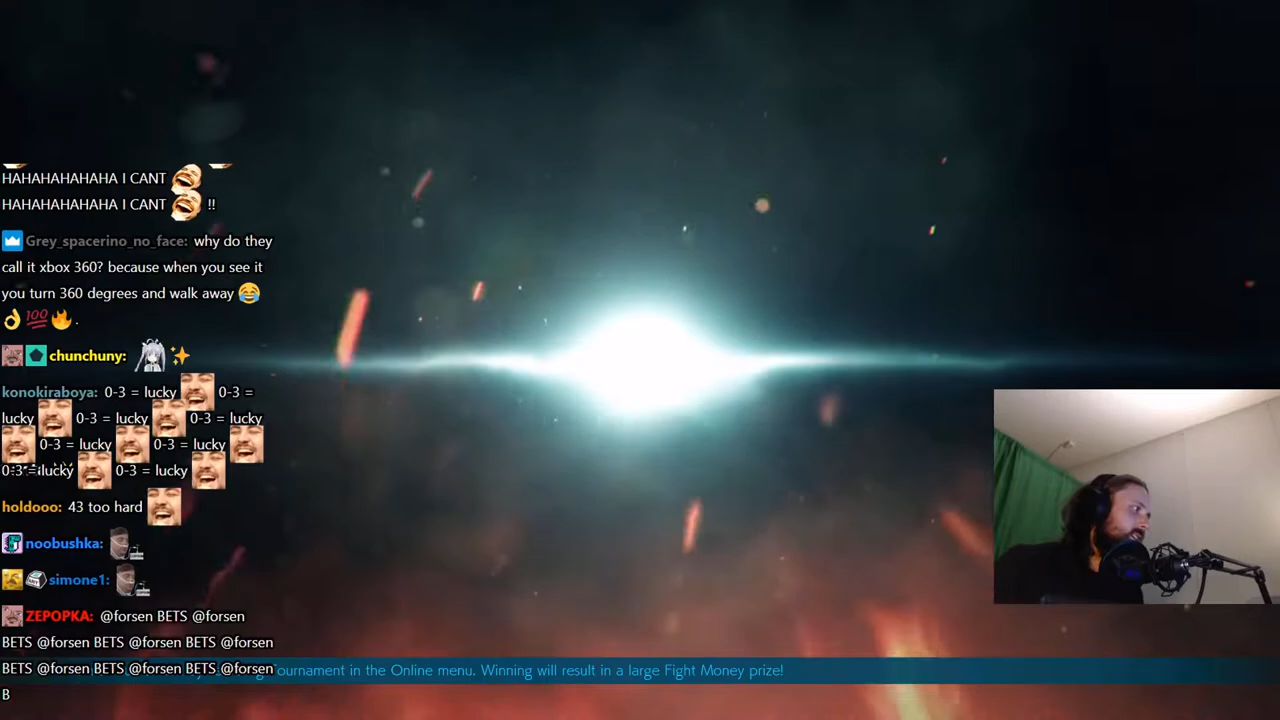 HAHAHAHAHAHA I CANT
HAHAHAHAHAHA I CANT !!
Grey_spacerino_no_face: why do they
call it xbox 360? because when you see it
you turn 360 degrees and walk away 😂
👌💯🔥 .
chunchuny: ✨
konokiraboya: 0-3 = lucky 0-3 =
lucky 0-3 = lucky 0-3 = lucky
0-3 = lucky 0-3 = lucky
0-3 = lucky 0-3 = lucky
holdooo: 43 too hard
noobushka:
simone1:
ZEPOPKA: @forsen BETS @forsen
BETS @forsen BETS @forsen BETS @forsen
BETS @forsen BETS @forsen BETS @forsen
B
ournament in the Online menu. Winning will result in a large Fight Money prize!